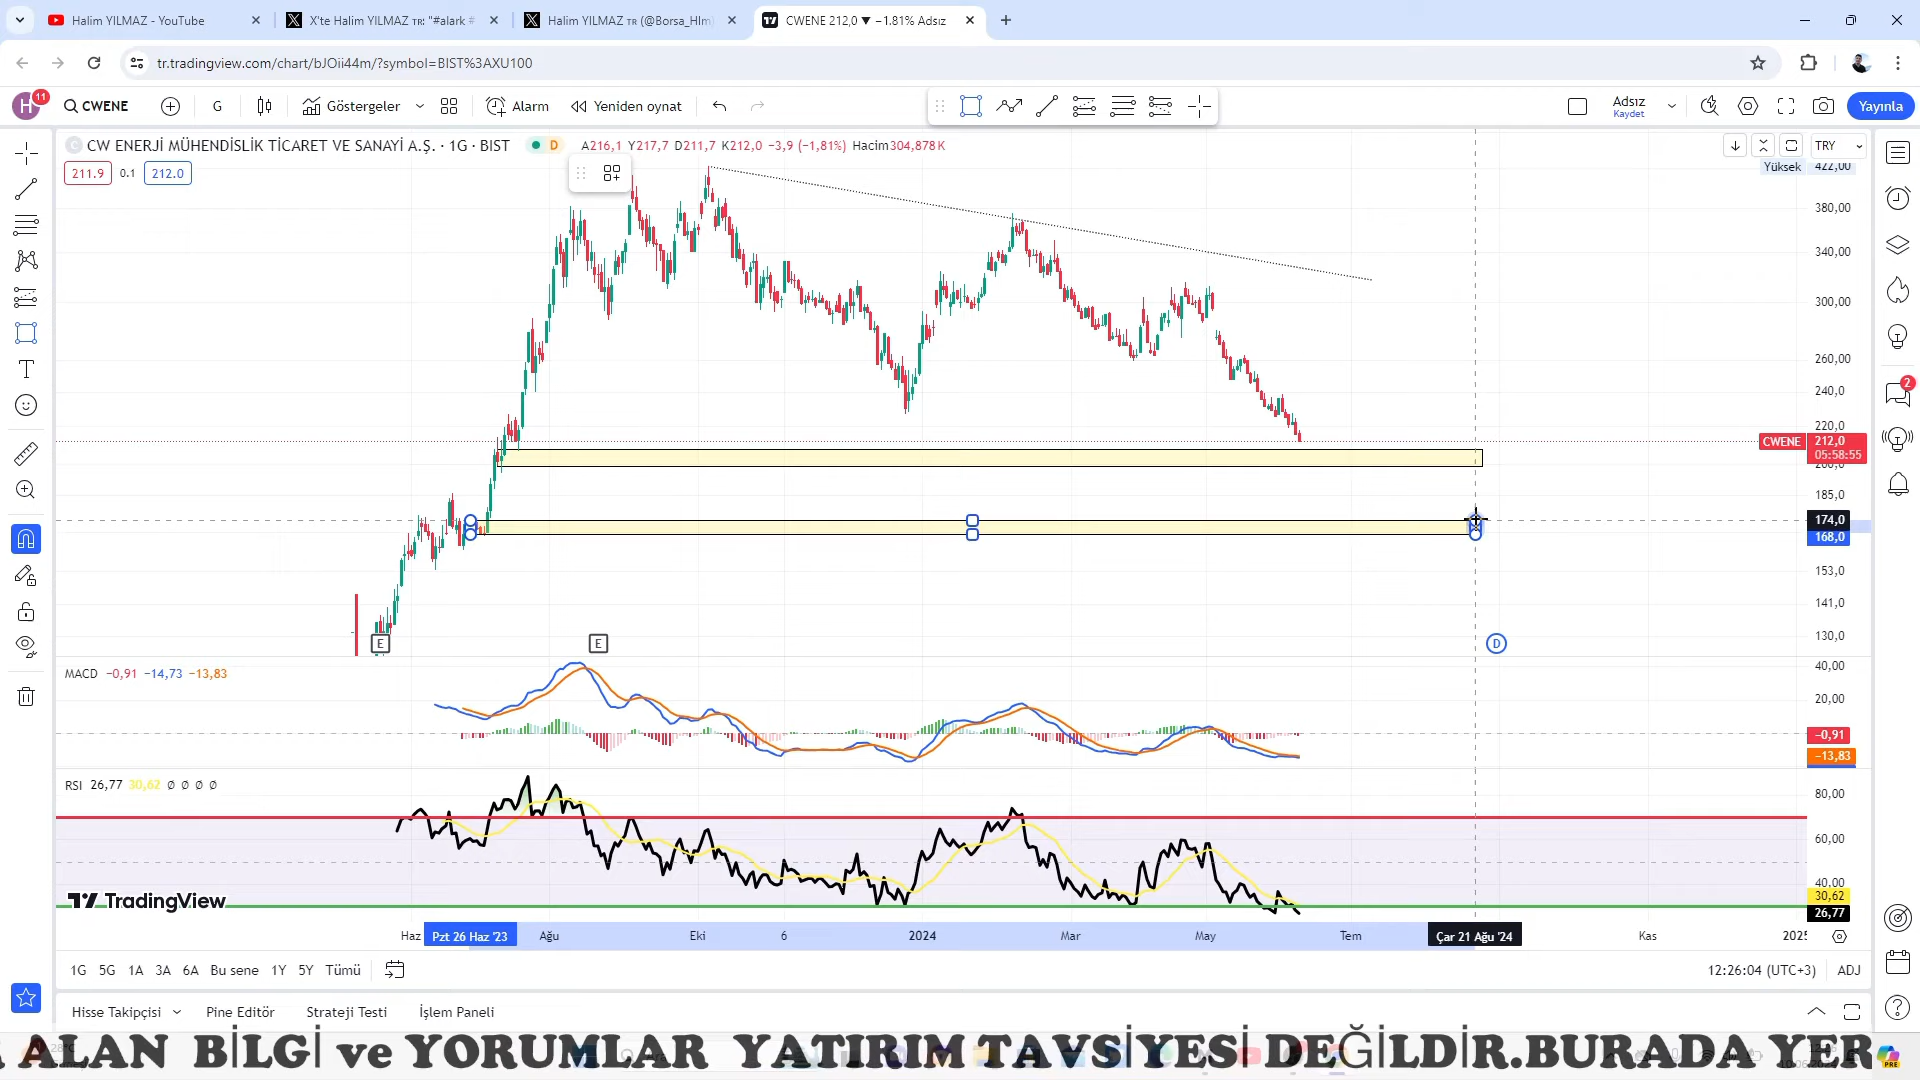 Halim YILMAZ - YouTube
X'te Halim YILMAZ TR: "#alark #
Halim YILMAZ TR (@Borsa_Hlm)
CWENE 212,0 ▼ −1.81% Adsız
tr.tradingview.com/chart/bJOii44m/?symbol=BIST%3AXU100
H 11
CWENE
G
Göstergeler
Alarm
Yeniden oynat
Adsız
Kaydet
Yayınla
CW ENERJİ MÜHENDİSLİK TİCARET VE SANAYİ A.Ş. · 1G · BIST
D
A216,1 Y217,7 D211,7 K212,0 −3,9 (−1,81%) Hacim304,878K
TRY
211.9 0.1 212.0
Yüksek 422,00
380,00
340,00
300,00
260,00
240,0
220,0
CWENE 212,0
05:58:55
200,0
185,0
174,0
168,0
153,0
141,0
130,0
E
E
D
MACD −0,91 −14,73 −13,83
40,00
20,00
−0,91
−13,83
RSI 26,77 30,62 Ø Ø Ø Ø
80,00
60,00
40,00
30,62
26,77
TradingView
Haz
Pzt 26 Haz '23
Ağu
Eki
6
2024
Mar
May
Tem
Çar 21 Ağu '24
Kas
2025
1G 5G 1A 3A 6A Bu sene 1Y 5Y Tümü
12:26:04 (UTC+3)
ADJ
Hisse Takipçisi
Pine Editör
Strateji Testi
İşlem Paneli
2
ALAN BİLGİ ve YORUMLAR YATIRIM TAVSİYESİ DEĞİLDİR.BURADA YER